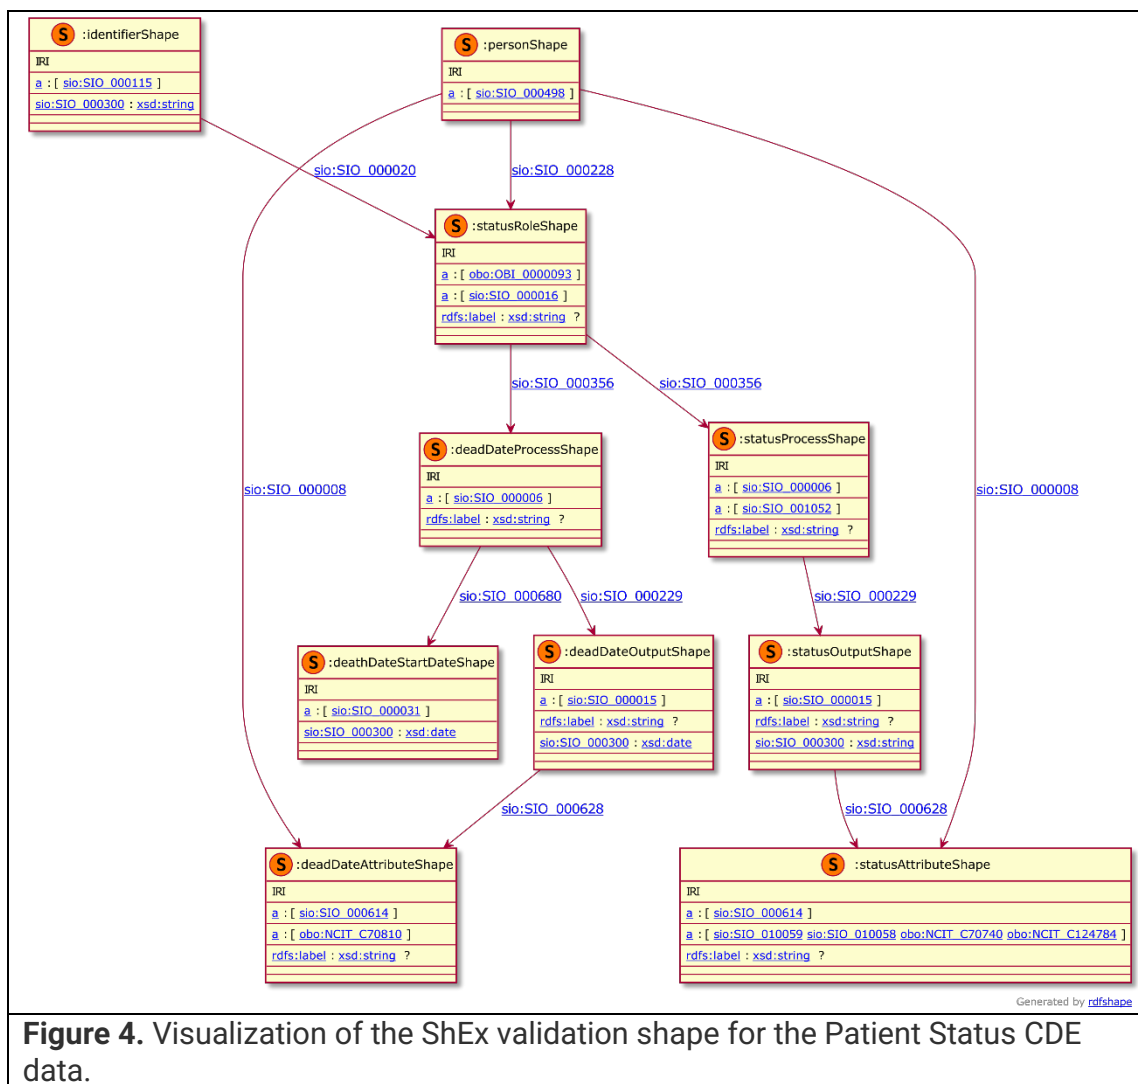 S :identifierShape
IRI
a : [ sio:SIO_000115 ]
sio:SIO_000300 : xsd:string
S :personShape
IRI
a : [ sio:SIO_000498 ]
sio:SIO_000020
sio:SIO_000228
S :statusRoleShape
IRI
a : [ obo:OBI_0000093 ]
a : [ sio:SIO_000016 ]
rdfs:label : xsd:string ?
sio:SIO_000356
sio:SIO_000356
sio:SIO_000008
sio:SIO_000008
S :deadDateProcessShape
IRI
a : [ sio:SIO_000006 ]
rdfs:label : xsd:string ?
S :statusProcessShape
IRI
a : [ sio:SIO_000006 ]
a : [ sio:SIO_001052 ]
rdfs:label : xsd:string ?
sio:SIO_000680
sio:SIO_000229
sio:SIO_000229
S :deathDateStartDateShape
IRI
a : [ sio:SIO_000031 ]
sio:SIO_000300 : xsd:date
S :deadDateOutputShape
IRI
a : [ sio:SIO_000015 ]
rdfs:label : xsd:string ?
sio:SIO_000300 : xsd:date
S :statusOutputShape
IRI
a : [ sio:SIO_000015 ]
rdfs:label : xsd:string ?
sio:SIO_000300 : xsd:string
sio:SIO_000628
sio:SIO_000628
S :deadDateAttributeShape
IRI
a : [ sio:SIO_000614 ]
a : [ obo:NCIT_C70810 ]
rdfs:label : xsd:string ?
S :statusAttributeShape
IRI
a : [ sio:SIO_000614 ]
a : [ sio:SIO_010059 sio:SIO_010058 obo:NCIT_C70740 obo:NCIT_C124784 ]
rdfs:label : xsd:string ?
Generated by rdfshape
Figure 4. Visualization of the ShEx validation shape for the Patient Status CDE
data.